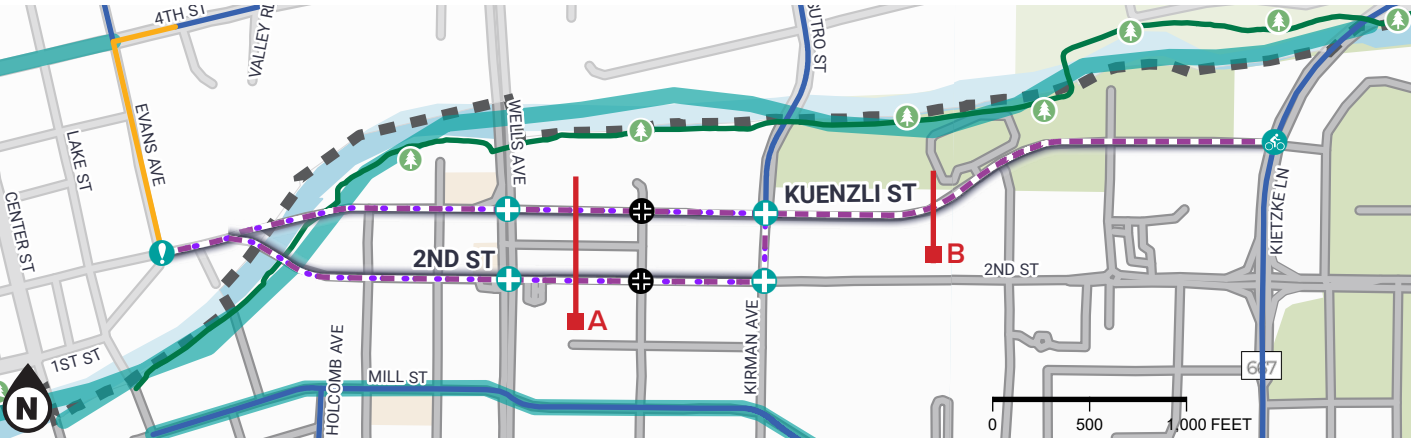 4TH ST
VALLEY RD
SUTRO ST
EVANS AVE
WELLS AVE
LAKE ST
CENTER ST
KUENZLI ST
KIETZKE LN
2ND ST
B
2ND ST
A
1ST ST
HOLCOMB AVE
MILL ST
KIRMAN AVE
667
N
0 500 1,000 FEET